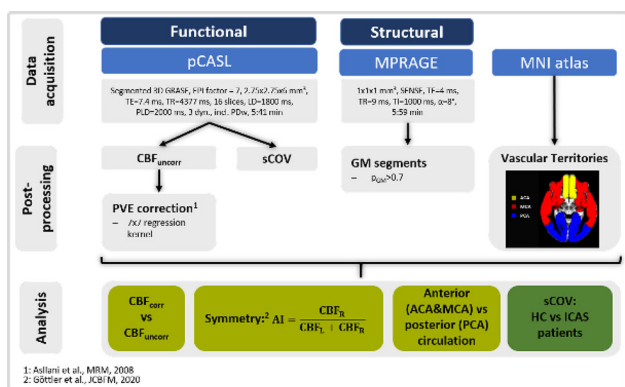 Functional
Structural
Data
acquisition
pCASL
MPRAGE
MNI atlas
Segmented 3D GRASE, EPI factor = 7, 2.75x2.75x6 mm³,
TE=7.4 ms, TR=4377 ms, 16 slices, LD=1800 ms,
PLD=2000 ms, 3 dyn., incl. PDw, 5:41 min
1x1x1 mm³, SENSE, TE=4 ms,
TR=9 ms, TI=1000 ms, α=8°,
5:59 min
Post-
processing
CBFuncorr
sCOV
GM segments
– pGM>0.7
Vascular Territories
ACA
MCA
PCA
PVE correction¹
– 7x7 regression
kernel
Analysis
CBFcorr
vs
CBFuncorr
Symmetry:² AI = CBFR / (CBFL + CBFR)
Anterior
(ACA&MCA) vs
posterior (PCA)
circulation
sCOV:
HC vs ICAS
patients
1: Asllani et al., MRM, 2008
2: Göttler et al., JCBFM, 2020